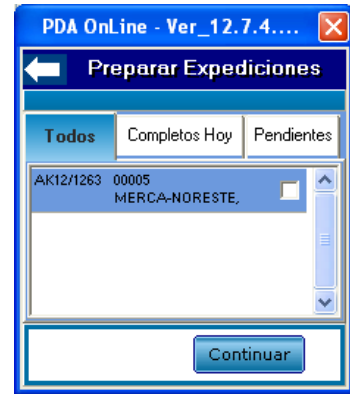 PDA OnLine - Ver_12.7.4....
Preparar Expediciones
Todos Completos Hoy Pendientes
AK12/1263 00005
MERCA-NORESTE,
Continuar